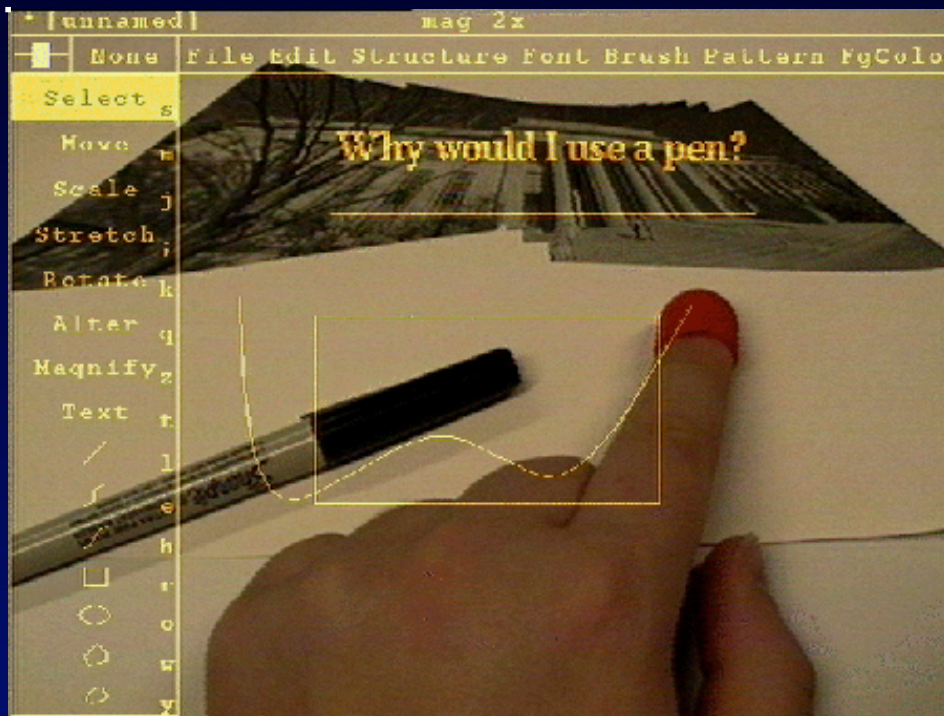 * [unnamed] mag 2x
None File Edit Structure Font Brush Pattern FgColo
Select s
Move m
Scale j
Stretch ;
Rotate k
Alter q
Magnify z
Text t
l
e
h
r
o
w
y
Why would I use a pen?